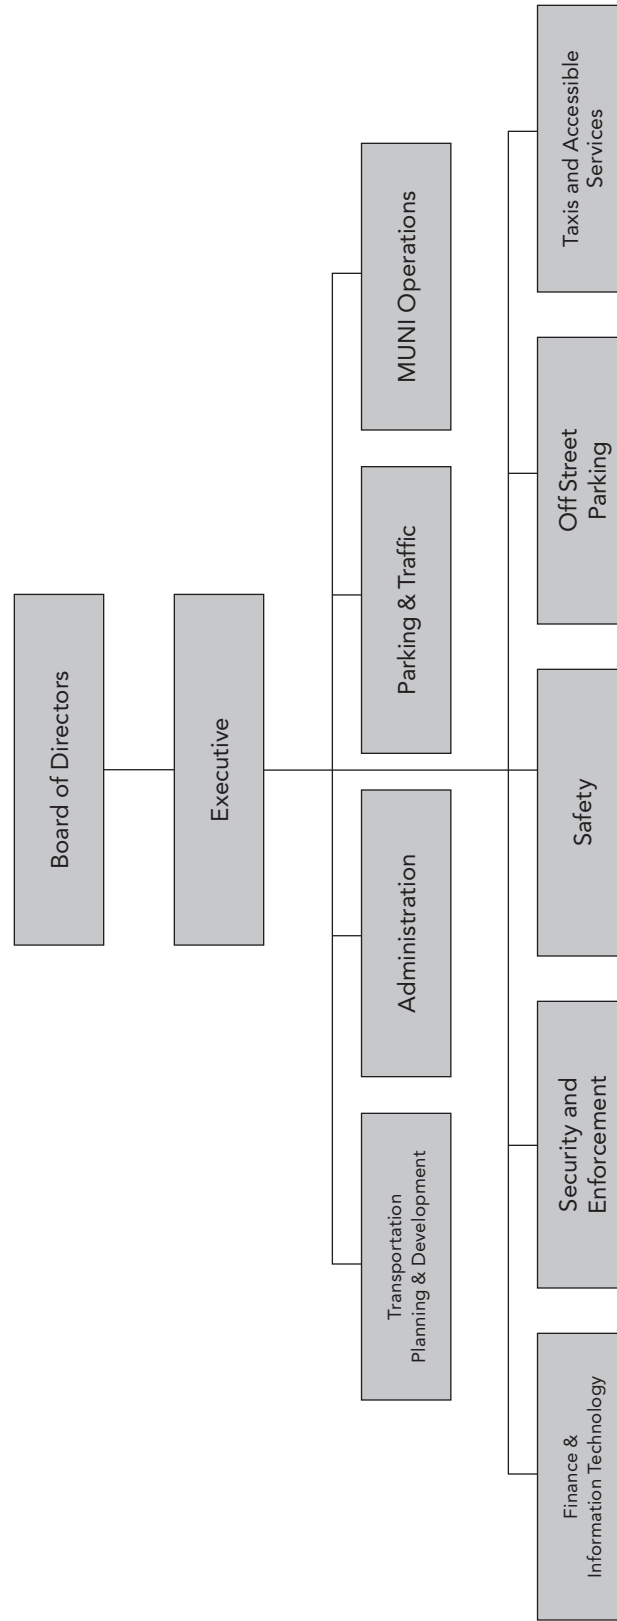 Board of Directors
Executive
Transportation
Planning & Development
Administration
Parking & Traffic
MUNI Operations
Finance &
Information Technology
Security and
Enforcement
Safety
Off Street
Parking
Taxis and Accessible
Services